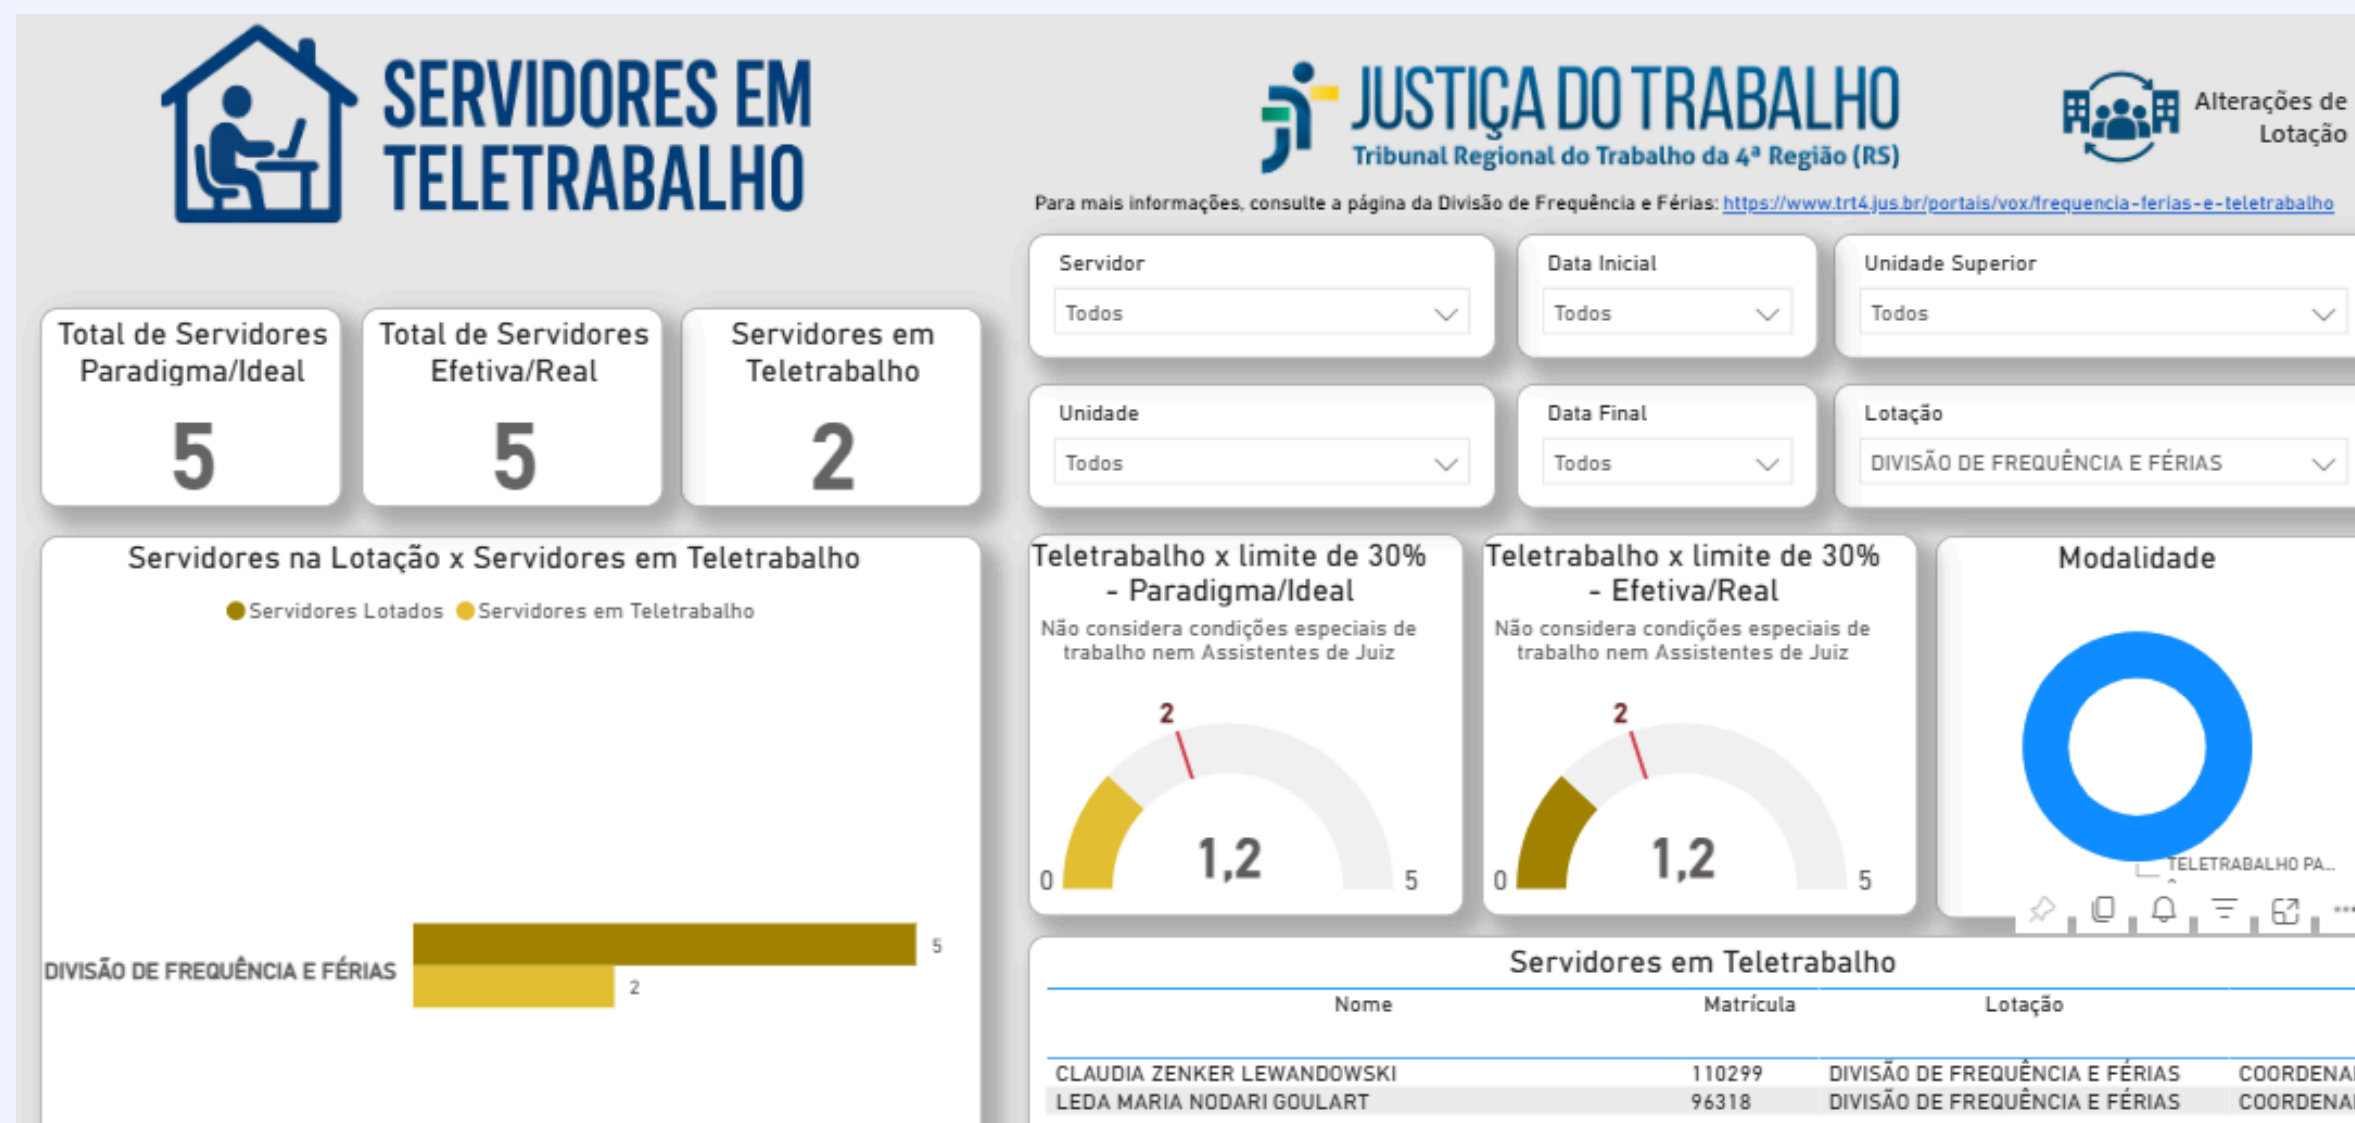 SERVIDORES EM
TELETRABALHO
JUSTIÇA DO TRABALHO
Tribunal Regional do Trabalho da 4ª Região (RS)
Alterações de
Lotação
Para mais informações, consulte a página da Divisão de Frequência e Férias: https://www.trt4.jus.br/portais/vox/frequencia-ferias-e-teletrabalho
Servidor
Todos
Data Inicial
Todos
Unidade Superior
Todos
Total de Servidores
Paradigma/Ideal
5
Total de Servidores
Efetiva/Real
5
Servidores em
Teletrabalho
2
Unidade
Todos
Data Final
Todos
Lotação
DIVISÃO DE FREQUÊNCIA E FÉRIAS
Servidores na Lotação x Servidores em Teletrabalho
Servidores Lotados Servidores em Teletrabalho
DIVISÃO DE FREQUÊNCIA E FÉRIAS
5
2
Teletrabalho x limite de 30%
- Paradigma/Ideal
Não considera condições especiais de
trabalho nem Assistentes de Juiz
2
0 1,2 5
Teletrabalho x limite de 30%
- Efetiva/Real
Não considera condições especiais de
trabalho nem Assistentes de Juiz
2
0 1,2 5
Modalidade
TELETRABALHO PA...
Servidores em Teletrabalho
Nome Matrícula Lotação
CLAUDIA ZENKER LEWANDOWSKI 110299 DIVISÃO DE FREQUÊNCIA E FÉRIAS COORDENA
LEDA MARIA NODARI GOULART 96318 DIVISÃO DE FREQUÊNCIA E FÉRIAS COORDENA